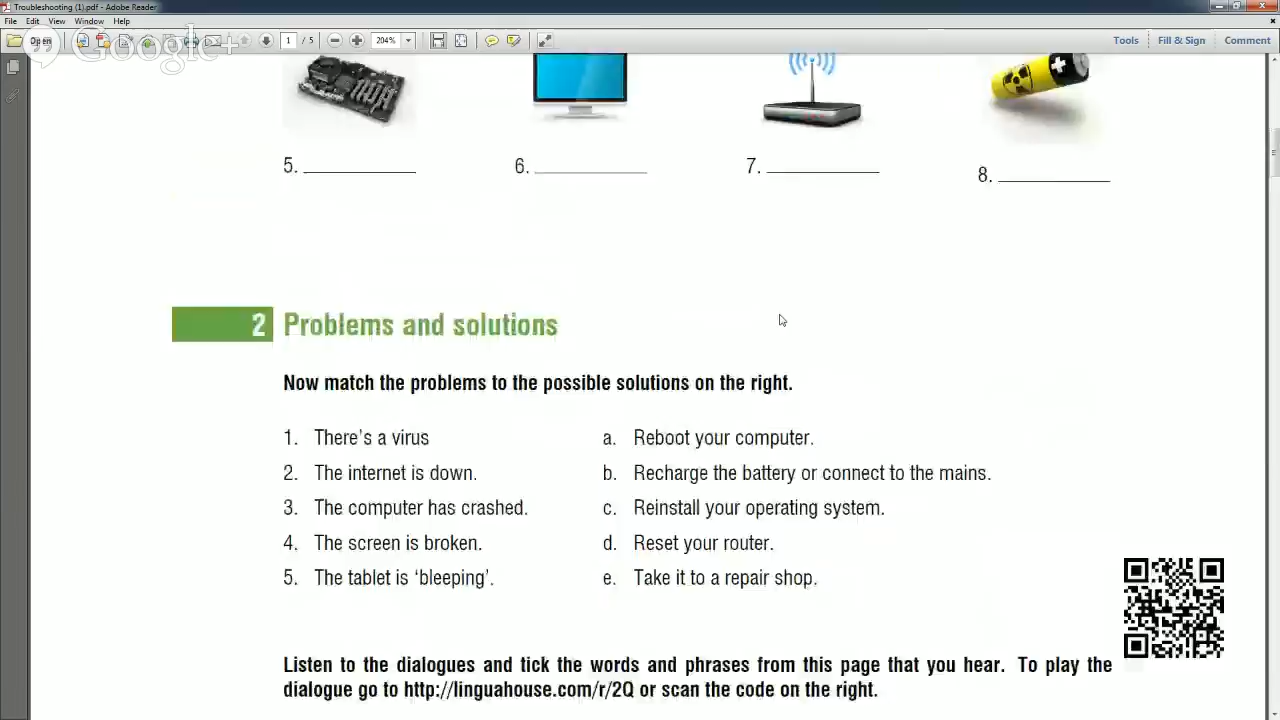 Troubleshooting (1).pdf - Adobe Reader
File Edit View Window Help
Open 1 / 5 204% Tools Fill & Sign Comment
Google+
5. ____________ 6. ____________ 7. ____________ 8. ____________
2 Problems and solutions
Now match the problems to the possible solutions on the right.
1. There's a virus a. Reboot your computer.
2. The internet is down. b. Recharge the battery or connect to the mains.
3. The computer has crashed. c. Reinstall your operating system.
4. The screen is broken. d. Reset your router.
5. The tablet is ‘bleeping’. e. Take it to a repair shop.
Listen to the dialogues and tick the words and phrases from this page that you hear. To play the
dialogue go to http://linguahouse.com/r/2Q or scan the code on the right.